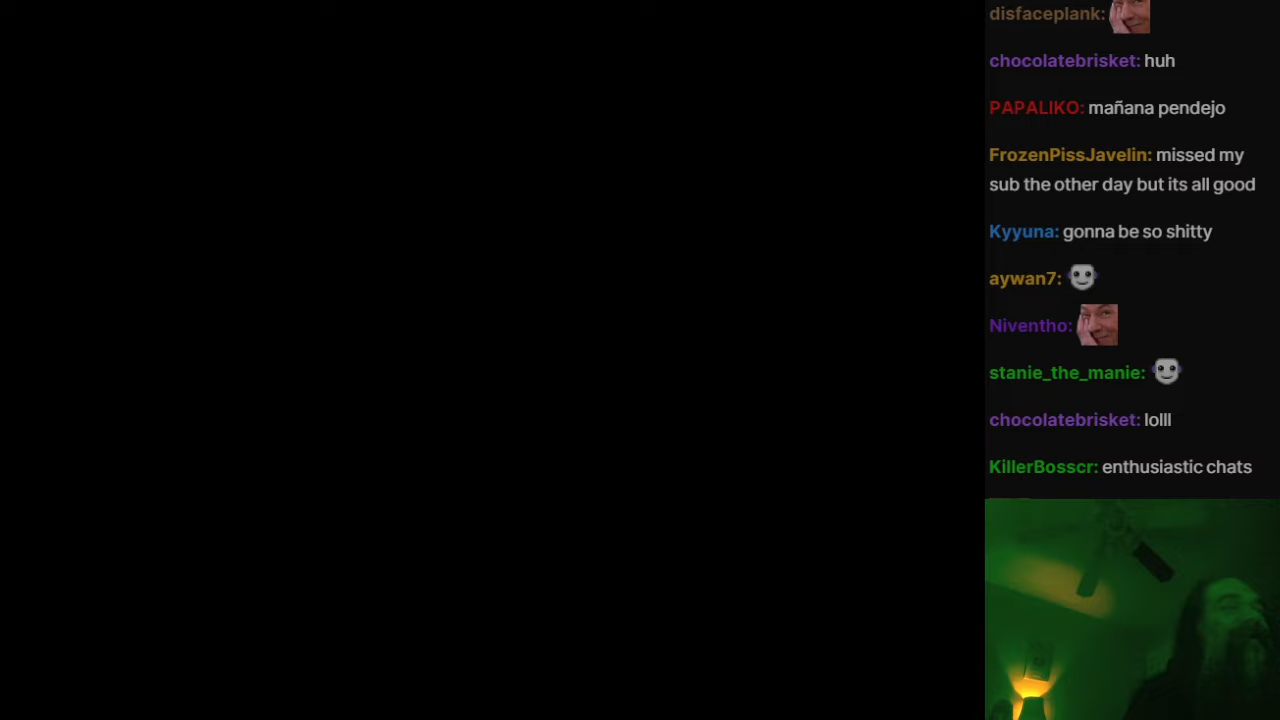 disfaceplank:
chocolatebrisket: huh
PAPALIKO: mañana pendejo
FrozenPissJavelin: missed my
sub the other day but its all good
Kyyuna: gonna be so shitty
aywan7:
Niventho:
stanie_the_manie:
chocolatebrisket: lolll
KillerBosscr: enthusiastic chats